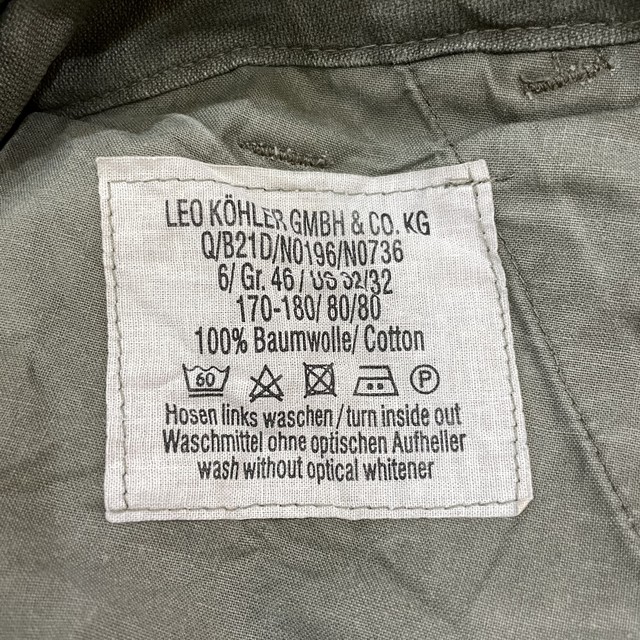 LEO KÖHLER GMBH & CO. KG
Q/B21D/N0196/N0736
6/ Gr. 46 / US 32/32
170-180/ 80/80
100% Baumwolle/ Cotton
60 P
Hosen links waschen / turn inside out
Waschmittel ohne optischen Aufheller
wash without optical whitener